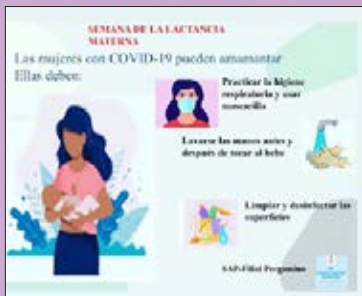 SEMANA DE LA LACTANCIA
MATERNA
Las mujeres con COVID-19 pueden amamantar
Ellas deben:
Practicar la higiene
respiratoria y usar
mascarilla
Lavarse las manos antes y
después de tocar al bebé
Limpiar y desinfectar las
superficies
SAP-Filial Pergamino